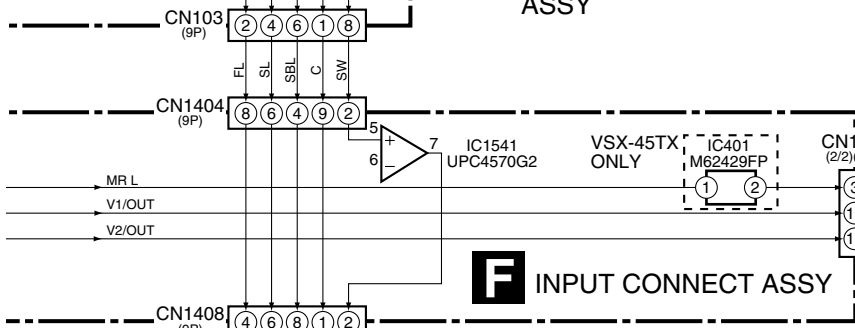 ASSY
CN103
(9P)
2 4 6 1 8
FL SL SBL C SW
CN1404
(9P)
8 6 4 9 2
5
+
6
−
7
IC1541
UPC4570G2
VSX-45TX
ONLY
IC401
M62429FP
1 2
CN1
(2/2)(
MR L
3
V1/OUT
1
V2/OUT
1
F INPUT CONNECT ASSY
CN1408
(9P)
4 6 8 1 2